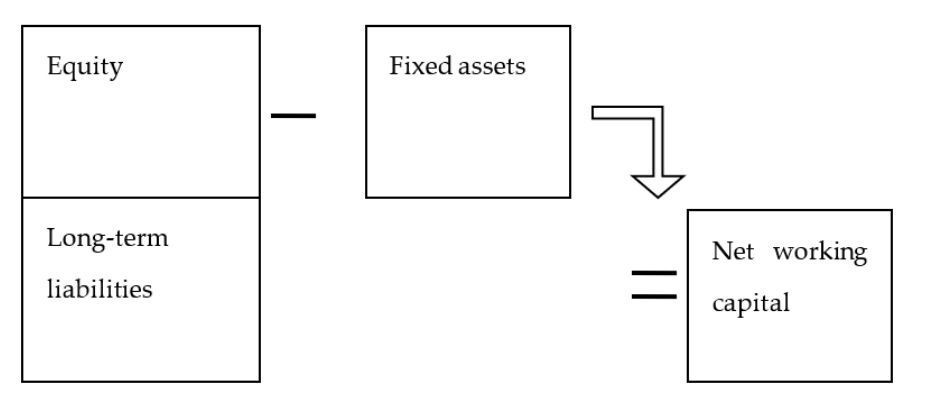 Equity
Fixed assets
Long-term
liabilities
Net working
capital